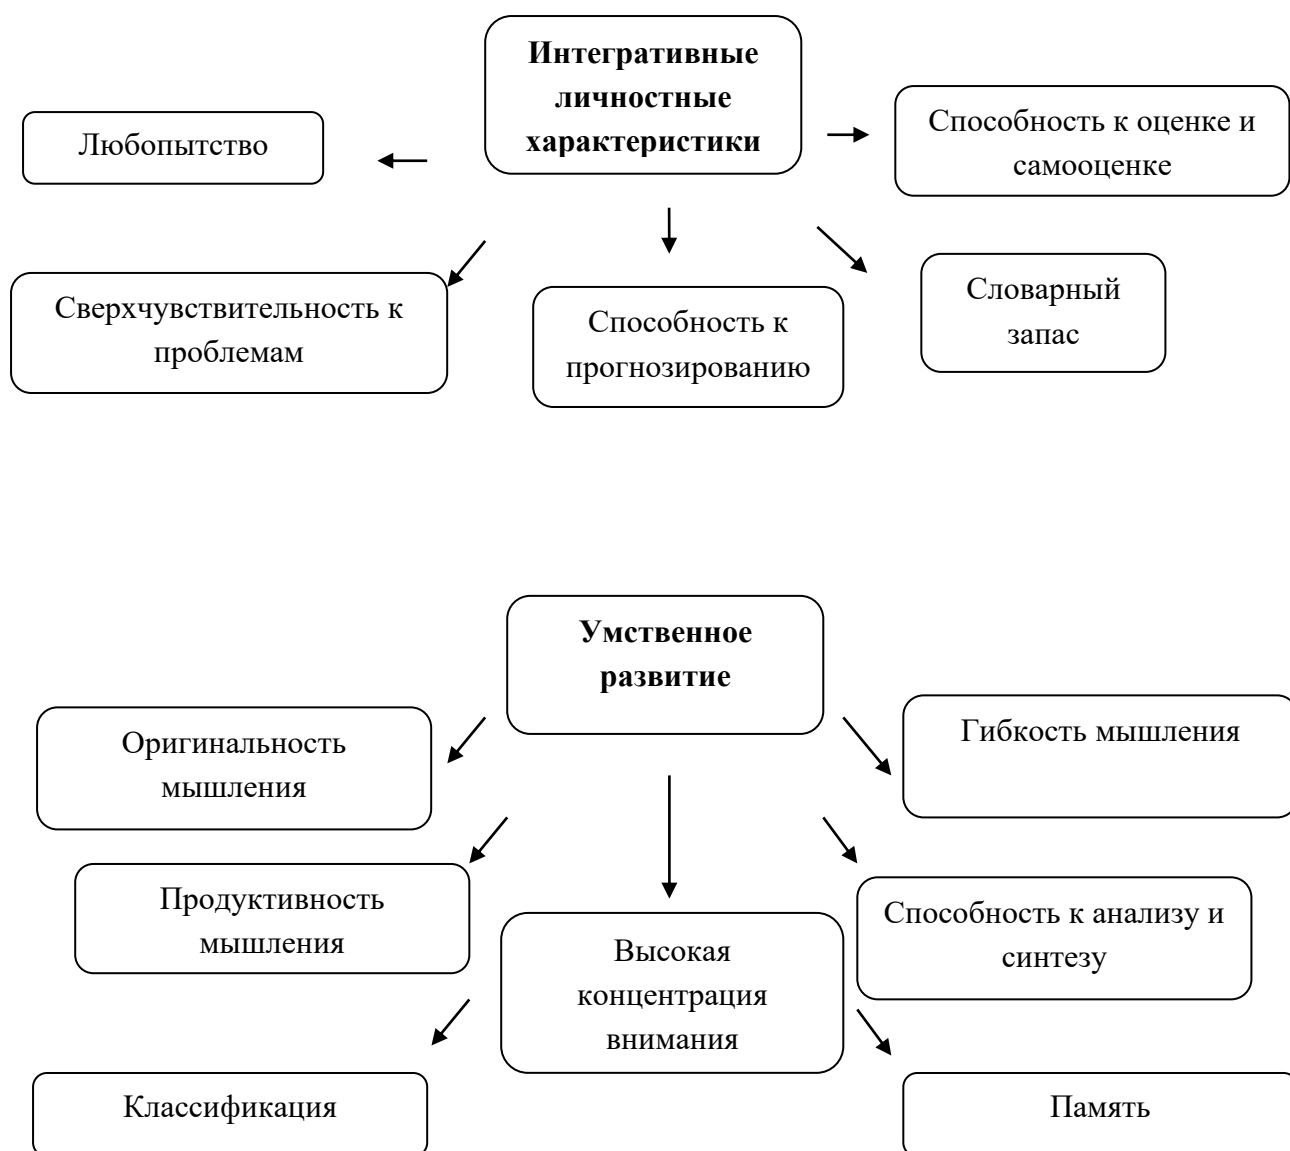 Интегративные
личностные
характеристики
Любопытство
Способность к оценке и
самооценке
Сверхчувствительность к
проблемам
Способность к
прогнозированию
Словарный
запас
Умственное
развитие
Оригинальность
мышления
Гибкость мышления
Продуктивность
мышления
Высокая
концентрация
внимания
Способность к анализу и
синтезу
Классификация
Память